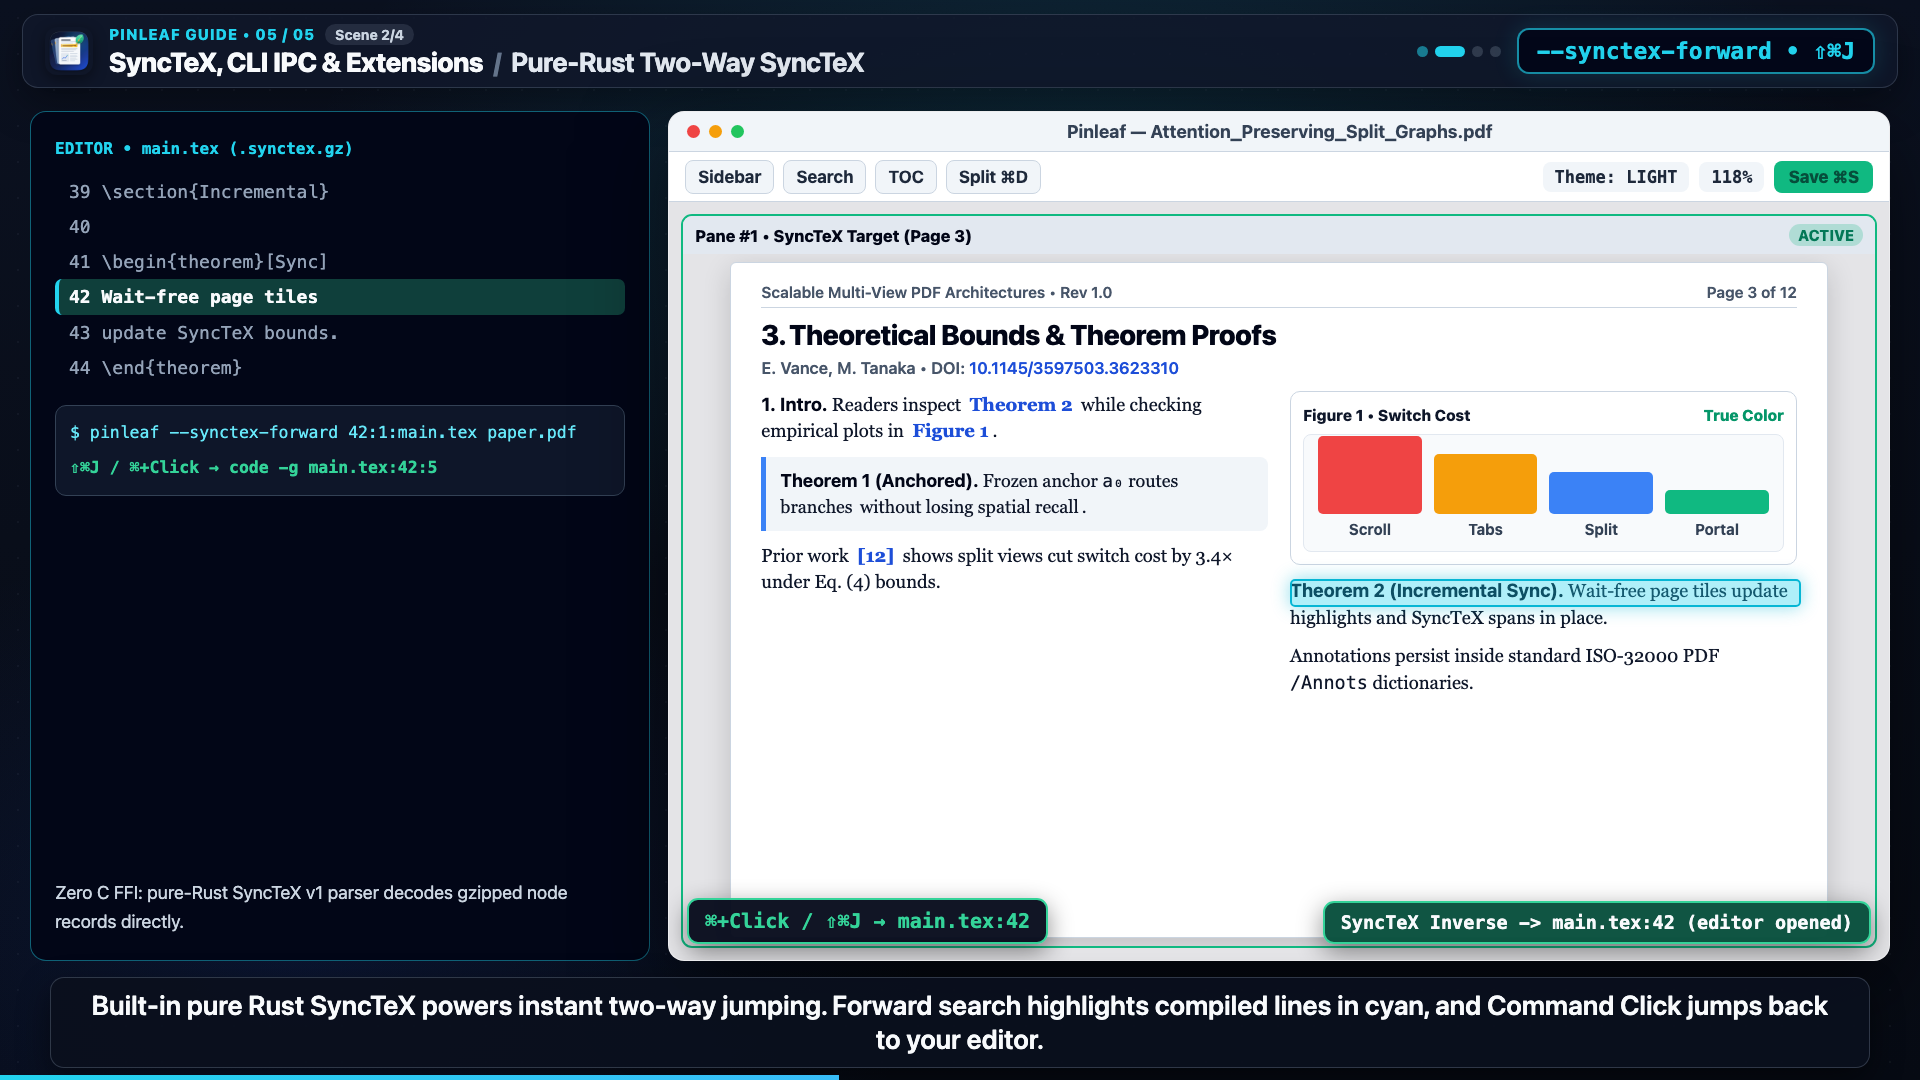 PINLEAF GUIDE • 05 / 05 Scene 2/4
SyncTeX, CLI IPC & Extensions / Pure-Rust Two-Way SyncTeX
--synctex-forward • ⇧⌘J
EDITOR • main.tex (.synctex.gz)
39 \section{Incremental}
40
41 \begin{theorem}[Sync]
42 Wait-free page tiles
43 update SyncTeX bounds.
44 \end{theorem}
$ pinleaf --synctex-forward 42:1:main.tex paper.pdf
⇧⌘J / ⌘+Click → code -g main.tex:42:5
Zero C FFI: pure-Rust SyncTeX v1 parser decodes gzipped node
records directly.
Pinleaf — Attention_Preserving_Split_Graphs.pdf
Sidebar Search TOC Split ⌘D Theme: LIGHT 118% Save ⌘S
Pane #1 • SyncTeX Target (Page 3) ACTIVE
Scalable Multi-View PDF Architectures • Rev 1.0 Page 3 of 12
3. Theoretical Bounds & Theorem Proofs
E. Vance, M. Tanaka • DOI: 10.1145/3597503.3623310
1. Intro. Readers inspect Theorem 2 while checking
empirical plots in Figure 1 .
Theorem 1 (Anchored). Frozen anchor a₀ routes
branches without losing spatial recall .
Prior work [12] shows split views cut switch cost by 3.4×
under Eq. (4) bounds.
Figure 1 • Switch Cost True Color
Scroll Tabs Split Portal
Theorem 2 (Incremental Sync). Wait-free page tiles update
highlights and SyncTeX spans in place.
Annotations persist inside standard ISO-32000 PDF
/Annots dictionaries.
⌘+Click / ⇧⌘J → main.tex:42
SyncTeX Inverse -> main.tex:42 (editor opened)
Built-in pure Rust SyncTeX powers instant two-way jumping. Forward search highlights compiled lines in cyan, and Command Click jumps back
to your editor.